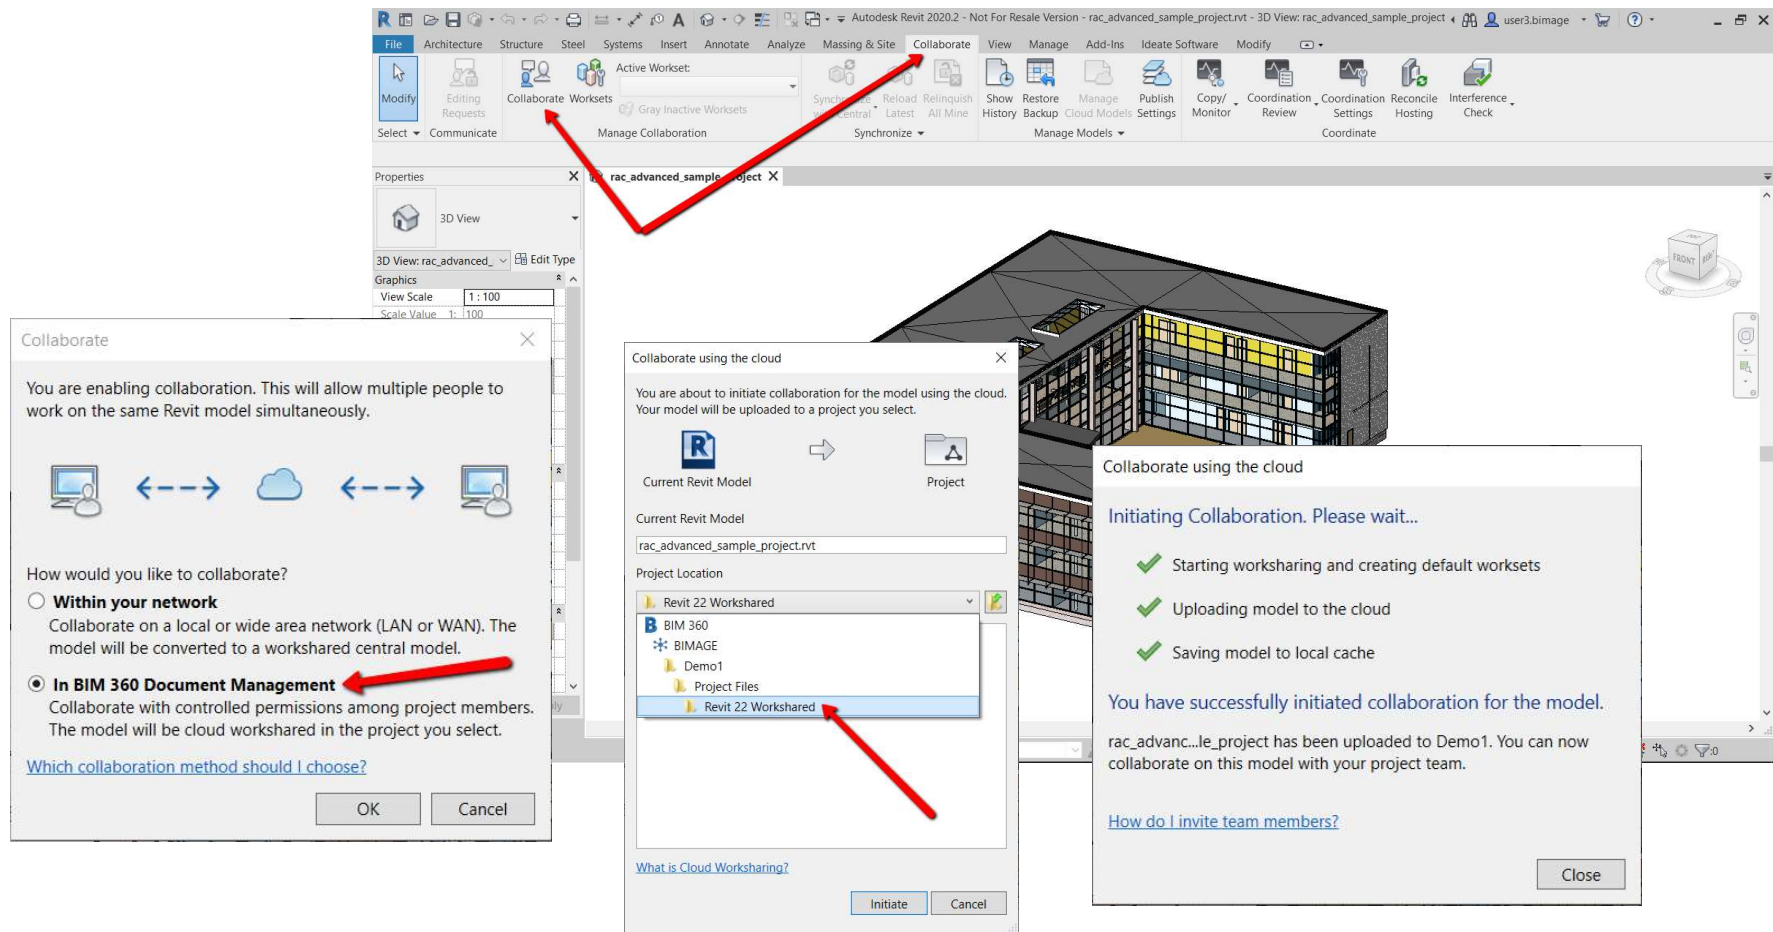 Autodesk Revit 2020.2 - Not For Resale Version - rac_advanced_sample_project.rvt - 3D View: rac_advanced_sample_project
user3.bimage
File Architecture Structure Steel Systems Insert Annotate Analyze Massing & Site Collaborate View Manage Add-Ins Ideate Software Modify
Active Workset:
Modify
Editing Requests
Collaborate Worksets
Gray Inactive Worksets
Reload Latest
Relinquish All Mine
Show History
Restore Backup
Manage Cloud Models
Publish Settings
Copy/ Monitor
Coordination Review
Coordination Settings
Reconcile Hosting
Interference Check
Select Communicate Manage Collaboration Synchronize Manage Models Coordinate
Properties
3D View
3D View: rac_advanced_ Edit Type
Graphics
View Scale 1 : 100
Scale Value 1: 100
FRONT
:0
Collaborate
You are enabling collaboration. This will allow multiple people to
work on the same Revit model simultaneously.
How would you like to collaborate?
Within your network
Collaborate on a local or wide area network (LAN or WAN). The
model will be converted to a workshared central model.
In BIM 360 Document Management
Collaborate with controlled permissions among project members.
The model will be cloud workshared in the project you select.
Which collaboration method should I choose?
OK Cancel
Collaborate using the cloud
You are about to initiate collaboration for the model using the cloud.
Your model will be uploaded to a project you select.
Current Revit Model Project
Current Revit Model
rac_advanced_sample_project.rvt
Project Location
Revit 22 Workshared
BIM 360
BIMAGE
Demo1
Project Files
Revit 22 Workshared
What is Cloud Worksharing?
Initiate Cancel
Collaborate using the cloud
Initiating Collaboration. Please wait...
Starting worksharing and creating default worksets
Uploading model to the cloud
Saving model to local cache
You have successfully initiated collaboration for the model.
rac_advanc...le_project has been uploaded to Demo1. You can now
collaborate on this model with your project team.
How do I invite team members?
Close